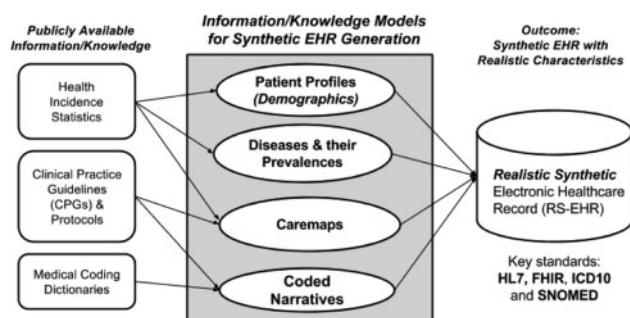 Publicly Available
Information/Knowledge
Health
Incidence
Statistics
Clinical Practice
Guidelines
(CPGs) &
Protocols
Medical Coding
Dictionaries
Information/Knowledge Models
for Synthetic EHR Generation
Patient Profiles
(Demographics)
Diseases & their
Prevalences
Caremaps
Coded
Narratives
Outcome:
Synthetic EHR with
Realistic Characteristics
Realistic Synthetic
Electronic Healthcare
Record (RS-EHR)
Key standards:
HL7, FHIR, ICD10
and SNOMED